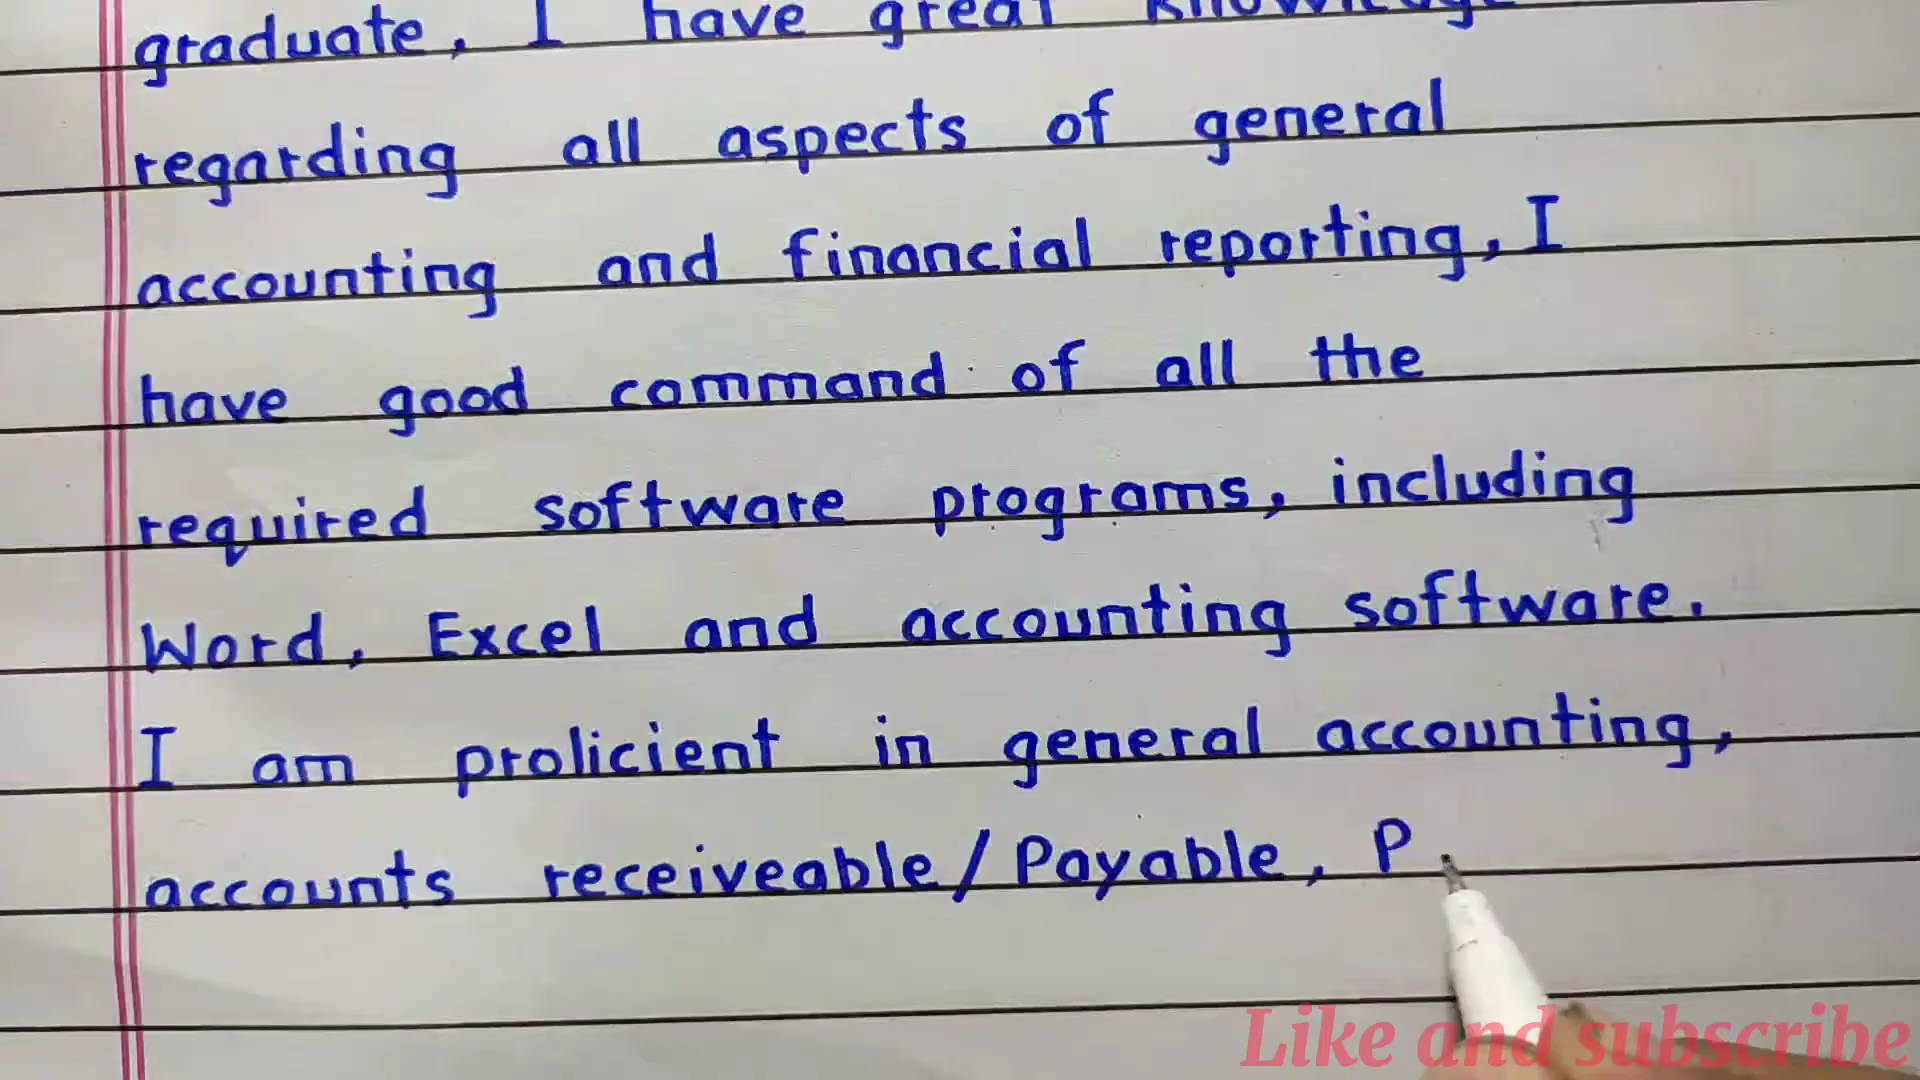 graduate, I have great knowledge
regarding all aspects of general
accounting and financial reporting, I
have good command of all the
required software programs, including
Word, Excel and accounting software.
I am prolicient in general accounting,
accounts receiveable/Payable, P
Like and subscribe